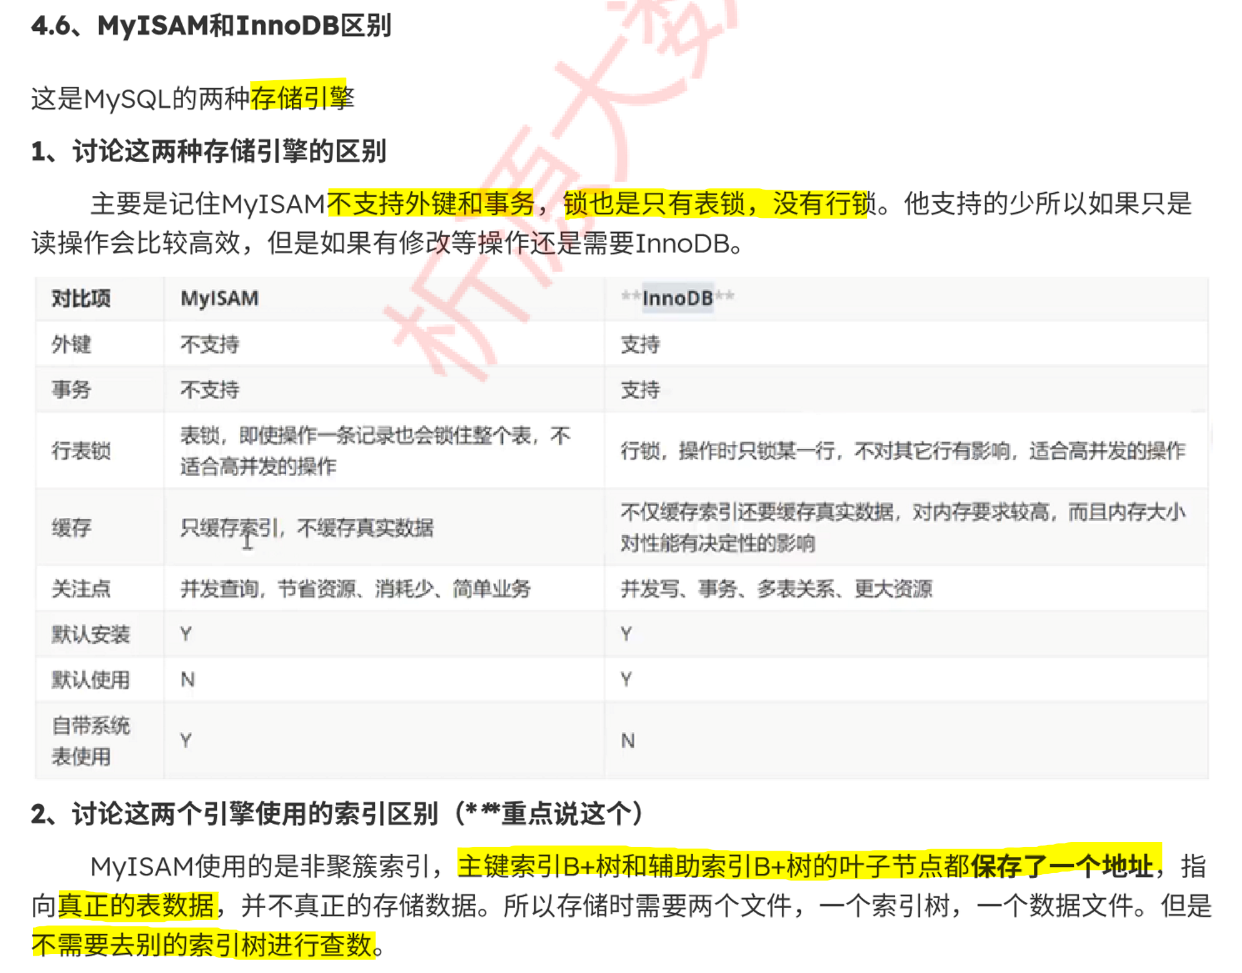 4.6、MyISAM和InnoDB区别
这是MySQL的两种存储引擎
1、讨论这两种存储引擎的区别
主要是记住MyISAM不支持外键和事务，锁也是只有表锁，没有行锁。他支持的少所以如果只是
读操作会比较高效，但是如果有修改等操作还是需要InnoDB。
对比项 MyISAM **InnoDB**
外键 不支持 支持
事务 不支持 支持
行表锁 表锁，即使操作一条记录也会锁住整个表，不
适合高并发的操作 行锁，操作时只锁某一行，不对其它行有影响，适合高并发的操作
缓存 只缓存索引，不缓存真实数据 不仅缓存索引还要缓存真实数据，对内存要求较高，而且内存大小
对性能有决定性的影响
关注点 并发查询，节省资源、消耗少、简单业务 并发写、事务、多表关系、更大资源
默认安装 Y Y
默认使用 N Y
自带系统
表使用 Y N
2、讨论这两个引擎使用的索引区别（***重点说这个）
MyISAM使用的是非聚簇索引，主键索引B+树和辅助索引B+树的叶子节点都保存了一个地址，指
向真正的表数据，并不真正的存储数据。所以存储时需要两个文件，一个索引树，一个数据文件。但是
不需要去别的索引树进行查数。
析源大数